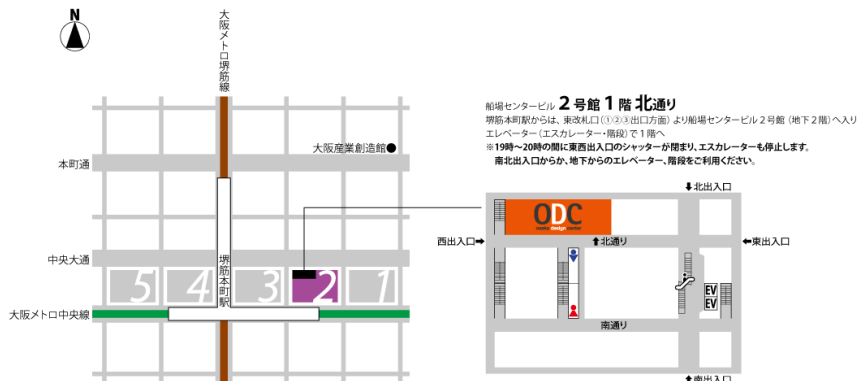 N
大阪メトロ堺筋線
大阪産業創造館
本町通
中央大通
5 4 3 2 1
堺筋本町駅
大阪メトロ中央線
船場センタービル 2号館1階 北通り
堺筋本町駅からは、東改札口(①②③出口方面)より船場センタービル2号館(地下2階)へ入り
エレベーター(エスカレーター・階段)で1階へ
※19時~20時の間に東西出入口のシャッターが閉まり、エスカレーターも停止します。
南北出入口からか、地下からのエレベーター、階段をご利用ください。
⬇北出入口
ODC
osaka design center
西出入口➡
⬆北通り
⬅東出入口
EV
EV
南通り
⬆南出入口